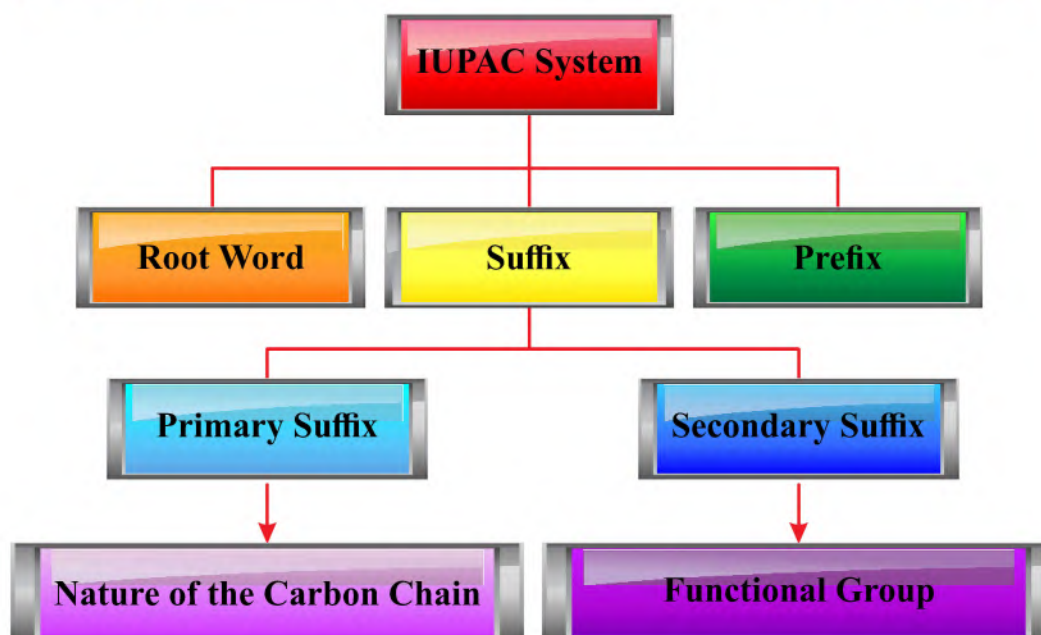 IUPAC System
Root Word
Suffix
Prefix
Primary Suffix
Secondary Suffix
Nature of the Carbon Chain
Functional Group